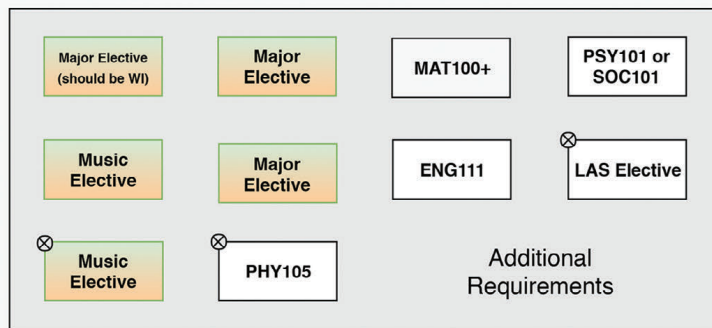 Major Elective
(should be WI)
Major
Elective
MAT100+
PSY101 or
SOC101
Music
Elective
Major
Elective
ENG111
LAS Elective
Music
Elective
PHY105
Additional
Requirements